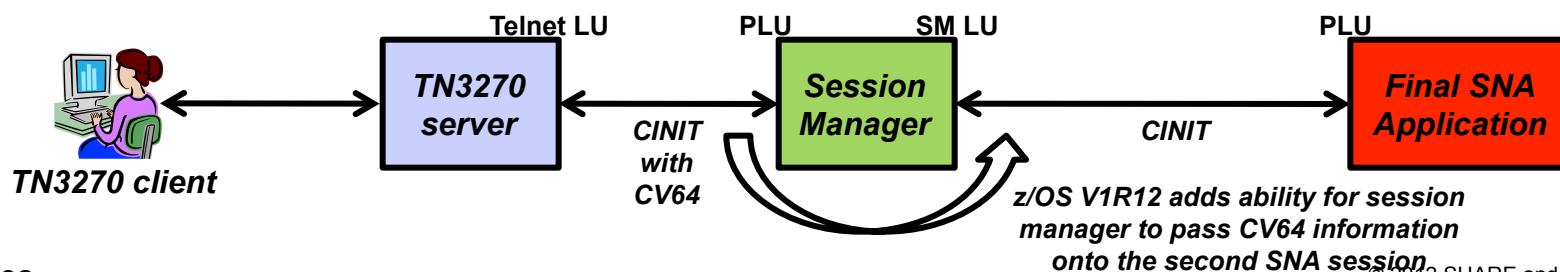 Telnet LU
PLU
SM LU
PLU
TN3270 client
TN3270
server
CINIT
with
CV64
Session
Manager
CINIT
Final SNA
Application
z/OS V1R12 adds ability for session
manager to pass CV64 information
onto the second SNA session
SHARE and